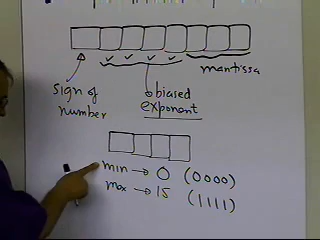 mantissa
sign of
number
biased
exponent
min → 0 (0000)
max → 15 (1111)